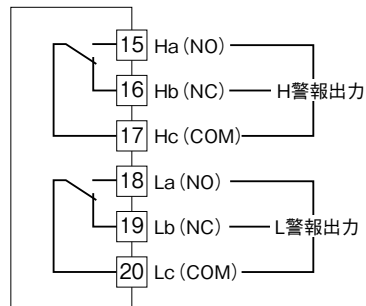 15 Ha (NO)
16 Hb (NC) H警報出力
17 Hc (COM)
18 La (NO)
19 Lb (NC) L警報出力
20 Lc (COM)